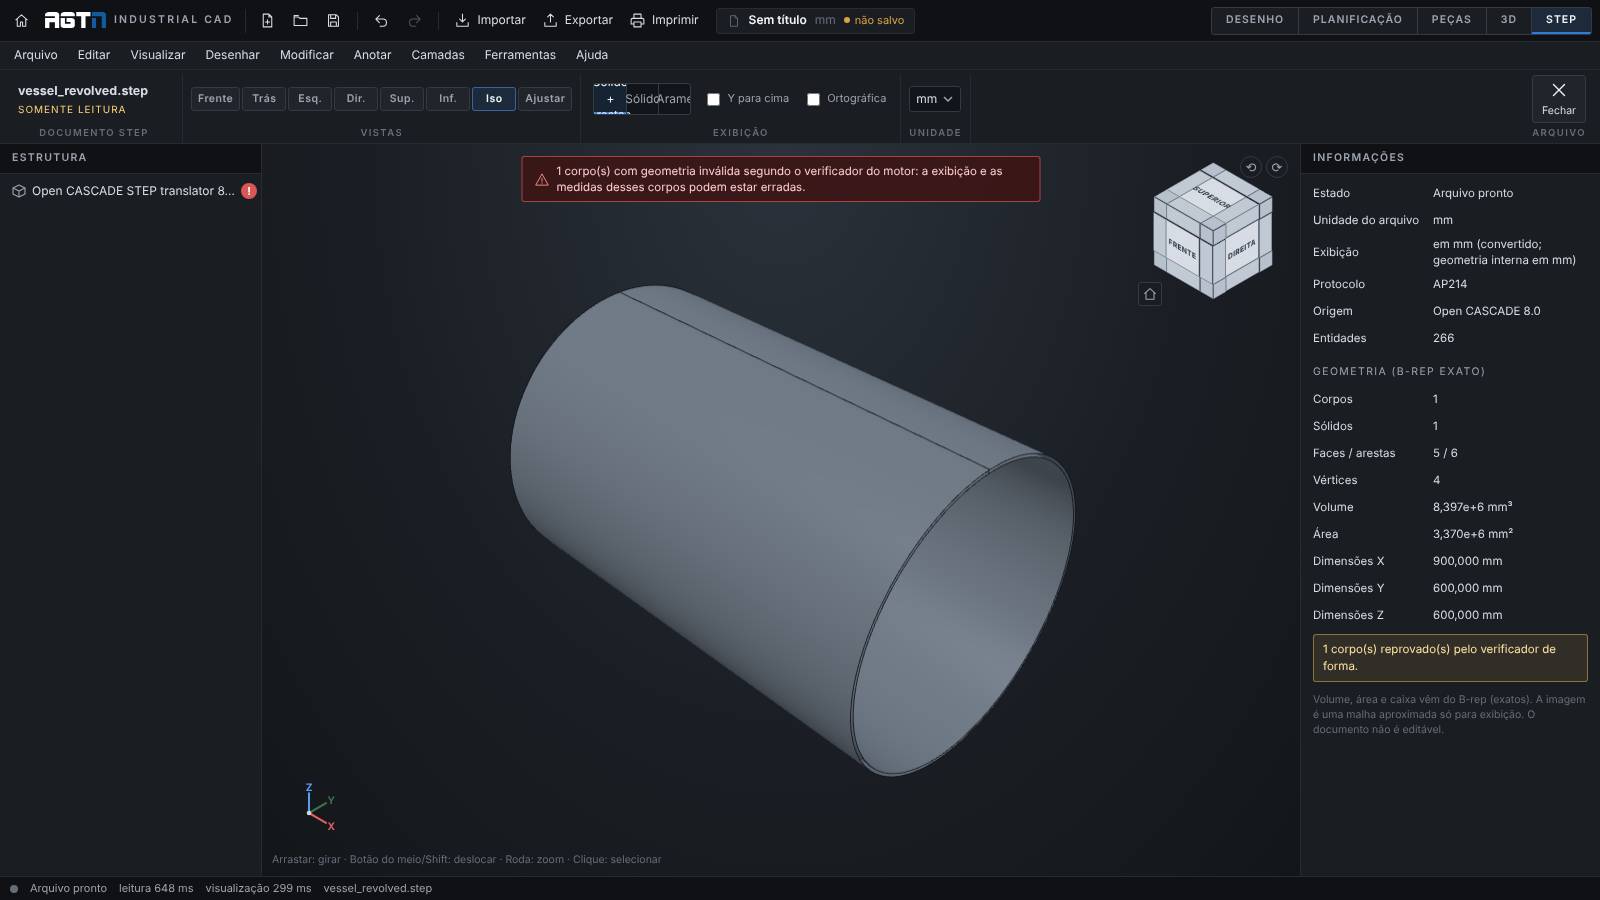 AGTM INDUSTRIAL CAD
Importar
Exportar
Imprimir
Sem título mm não salvo
DESENHO
PLANIFICAÇÃO
PEÇAS
3D
STEP
Arquivo
Editar
Visualizar
Desenhar
Modificar
Anotar
Camadas
Ferramentas
Ajuda
vessel_revolved.step
SOMENTE LEITURA
DOCUMENTO STEP
Frente
Trás
Esq.
Dir.
Sup.
Inf.
Iso
Ajustar
VISTAS
+
Sólido
Arame
Y para cima
Ortográfica
EXIBIÇÃO
mm
UNIDADE
Fechar
ARQUIVO
ESTRUTURA
Open CASCADE STEP translator 8...
!
1 corpo(s) com geometria inválida segundo o verificador do motor: a exibição e as
medidas desses corpos podem estar erradas.
SUPERIOR
FRENTE
DIREITA
Z
Y
X
Arrastar: girar · Botão do meio/Shift: deslocar · Roda: zoom · Clique: selecionar
INFORMAÇÕES
Estado Arquivo pronto
Unidade do arquivo mm
Exibição em mm (convertido;
geometria interna em mm)
Protocolo AP214
Origem Open CASCADE 8.0
Entidades 266
GEOMETRIA (B-REP EXATO)
Corpos 1
Sólidos 1
Faces / arestas 5 / 6
Vértices 4
Volume 8,397e+6 mm³
Área 3,370e+6 mm²
Dimensões X 900,000 mm
Dimensões Y 600,000 mm
Dimensões Z 600,000 mm
1 corpo(s) reprovado(s) pelo verificador de
forma.
Volume, área e caixa vêm do B-rep (exatos). A imagem
é uma malha aproximada só para exibição. O
documento não é editável.
Arquivo pronto leitura 648 ms visualização 299 ms vessel_revolved.step